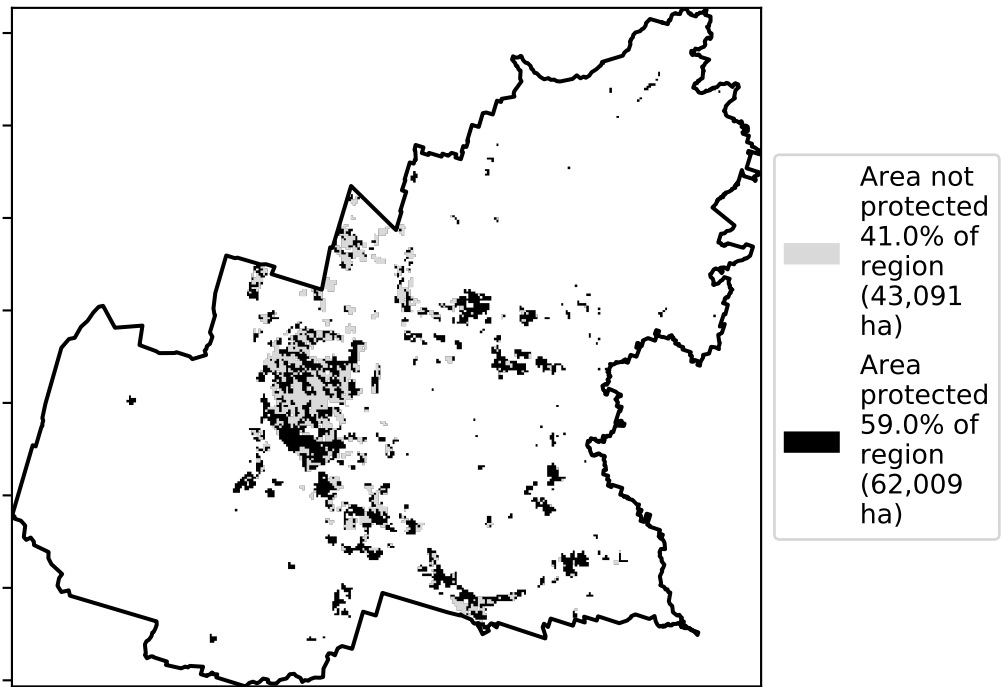 Area not
protected
41.0% of
region
(43,091
ha)
Area
protected
59.0% of
region
(62,009
ha)